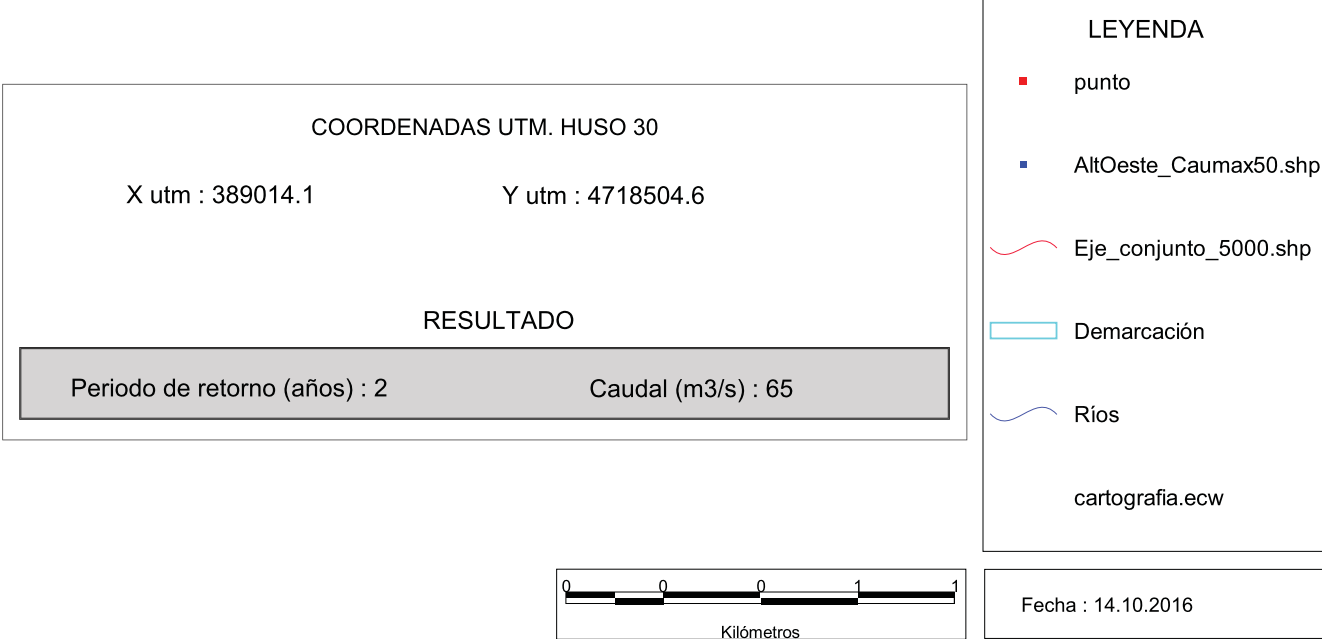 COORDENADAS UTM. HUSO 30
X utm : 389014.1 Y utm : 4718504.6
RESULTADO
Periodo de retorno (años) : 2 Caudal (m3/s) : 65
LEYENDA
punto
AltOeste_Caumax50.shp
Eje_conjunto_5000.shp
Demarcación
Ríos
cartografia.ecw
0 0 0 1 1
Kilómetros
Fecha : 14.10.2016